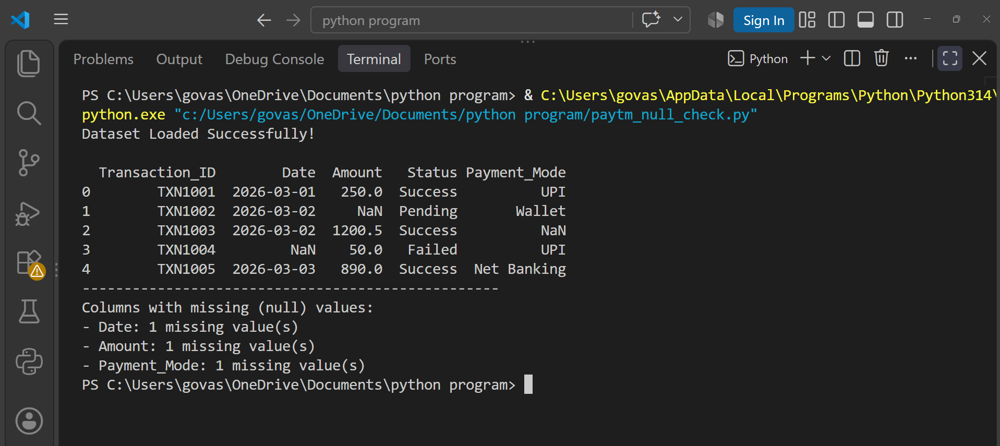 python program
Sign In
Problems Output Debug Console Terminal Ports
Python
PS C:\Users\govas\OneDrive\Documents\python program> & C:\Users\govas\AppData\Local\Programs\Python\Python314\
python.exe "c:/Users/govas/OneDrive/Documents/python program/paytm_null_check.py"
Dataset Loaded Successfully!
  Transaction_ID        Date  Amount   Status Payment_Mode
0        TXN1001  2026-03-01   250.0  Success          UPI
1        TXN1002  2026-03-02     NaN  Pending       Wallet
2        TXN1003  2026-03-02  1200.5  Success          NaN
3        TXN1004         NaN    50.0   Failed          UPI
4        TXN1005  2026-03-03   890.0  Success  Net Banking
--------------------------------------------------
Columns with missing (null) values:
- Date: 1 missing value(s)
- Amount: 1 missing value(s)
- Payment_Mode: 1 missing value(s)
PS C:\Users\govas\OneDrive\Documents\python program>